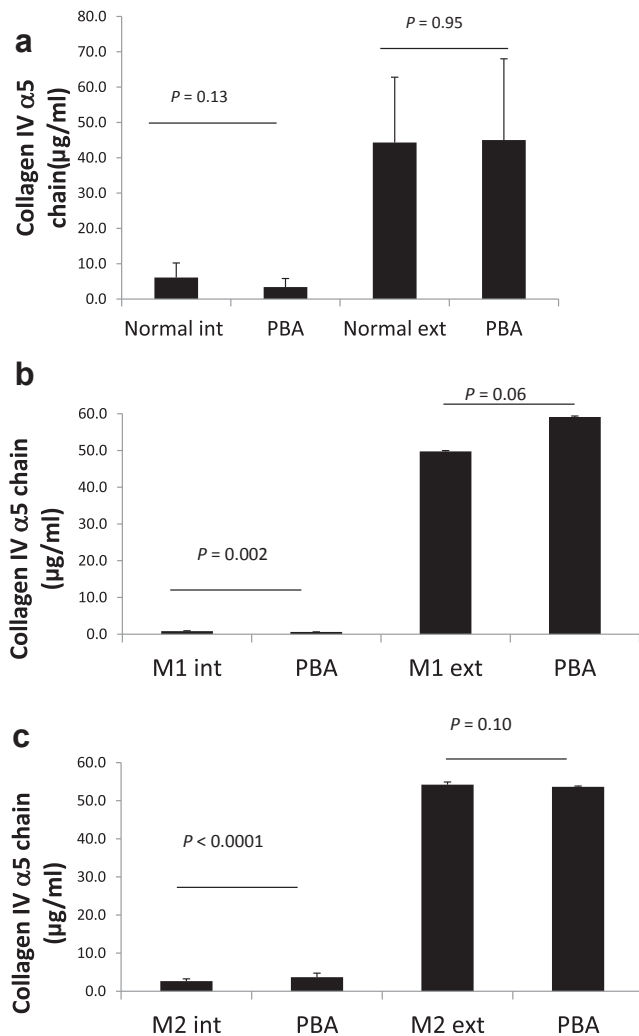 a
Collagen IV α5
chain(µg/ml)
80.0
70.0
60.0
50.0
40.0
30.0
20.0
10.0
0.0
P = 0.13
P = 0.95
Normal int PBA Normal ext PBA
b
Collagen IV α5 chain
(µg/ml)
60.0
50.0
40.0
30.0
20.0
10.0
0.0
P = 0.002
P = 0.06
M1 int PBA M1 ext PBA
c
Collagen IV α5 chain
(µg/ml)
60.0
50.0
40.0
30.0
20.0
10.0
0.0
P < 0.0001
P = 0.10
M2 int PBA M2 ext PBA